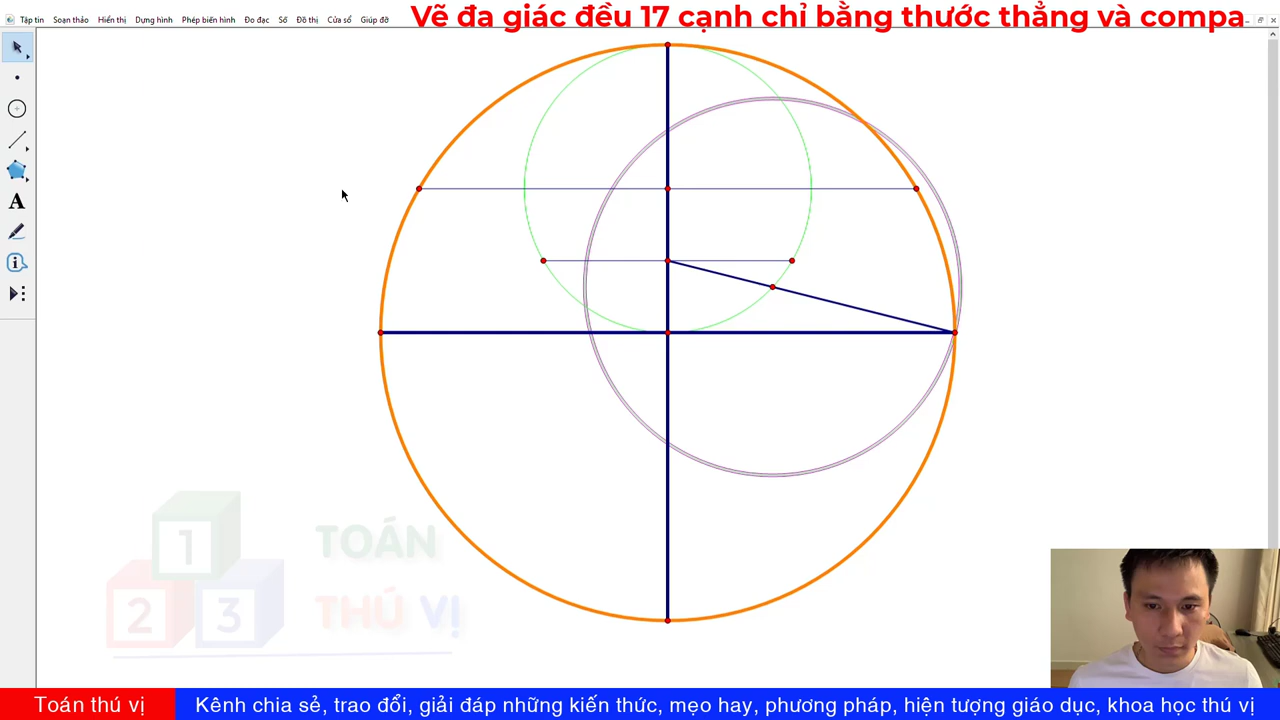 Vẽ đa giác đều 17 cạnh chỉ bằng thước thẳng và compa
Tập tin Soạn thảo Hiển thị Dựng hình Phép biến hình Đo đạc Số Đồ thị Cửa sổ Giúp đỡ
A
1
2 3
TOÁN
THÚ VỊ
Toán thú vị
Kênh chia sẻ, trao đổi, giải đáp những kiến thức, mẹo hay, phương pháp, hiện tượng giáo dục, khoa học thú vị